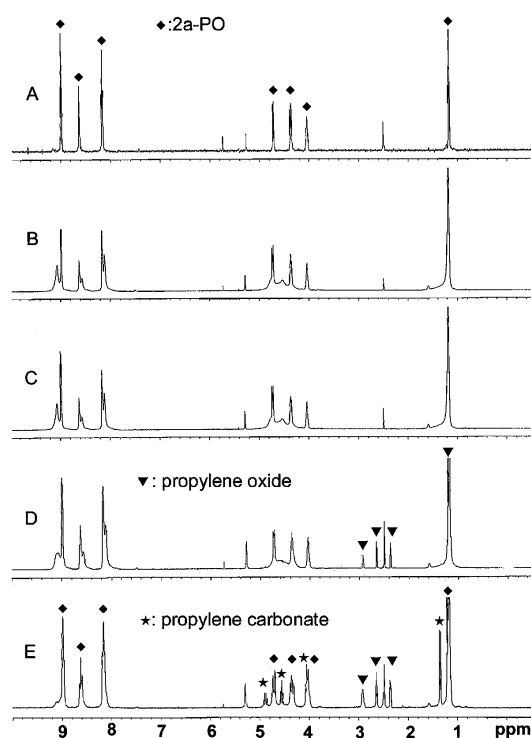 ◆:2a-PO
A
B
C
▼: propylene oxide
D
★: propylene carbonate
E
9 8 7 6 5 4 3 2 1 ppm